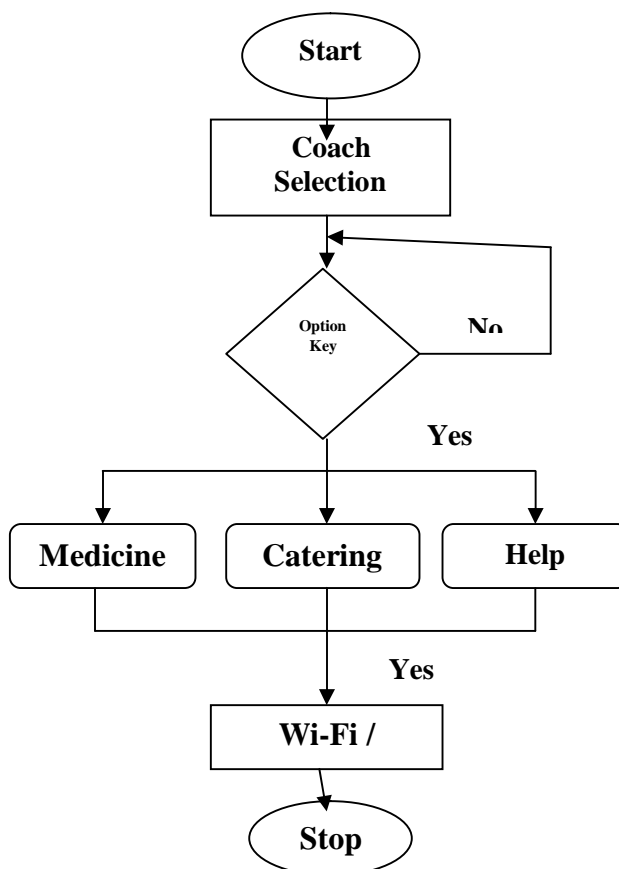 Start
Coach
Selection
Option
Key
No
Yes
Medicine
Catering
Help
Yes
Wi-Fi /
Stop